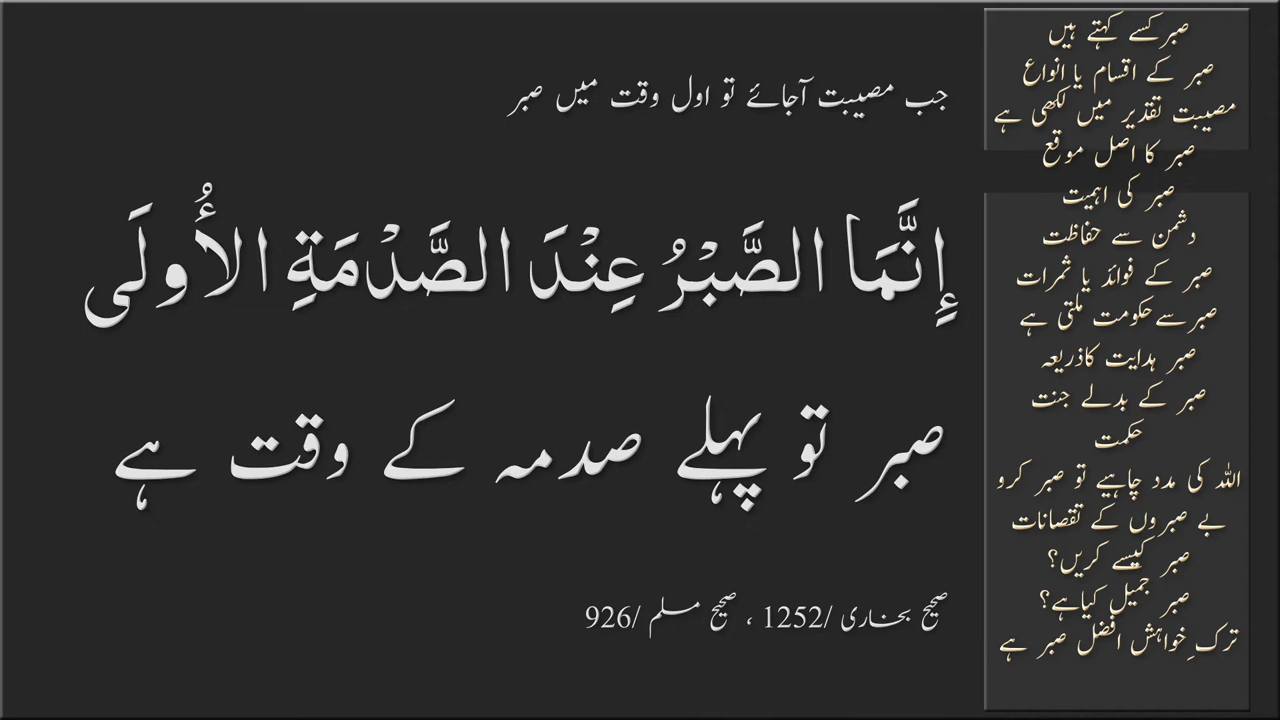 جب مصیبت آجائے تو اول وقت میں صبر
إِنَّمَا الصَّبْرُ عِنْدَ الصَّدْمَةِ الأُولَى
صبر تو پہلے صدمہ کے وقت ہے
صحیح بخاری /1252 ، صحیح مسلم /926
صبر کسے کہتے ہیں
صبر کے اقسام یا انواع
مصیبت تقدیر میں لکھی ہے
صبر کا اصل موقع
صبر کی اہمیت
دشمن سے حفاظت
صبر کے فوائد یا ثمرات
صبر سے حکومت ملتی ہے
صبر ہدایت کاذریعہ
صبر کے بدلے جنت
حکمت
اللہ کی مدد چاہیے تو صبر کرو
بے صبروں کے نقصانات
صبر کیسے کریں؟
صبر جمیل کیاہے؟
ترکِ خواہش افضل صبر ہے